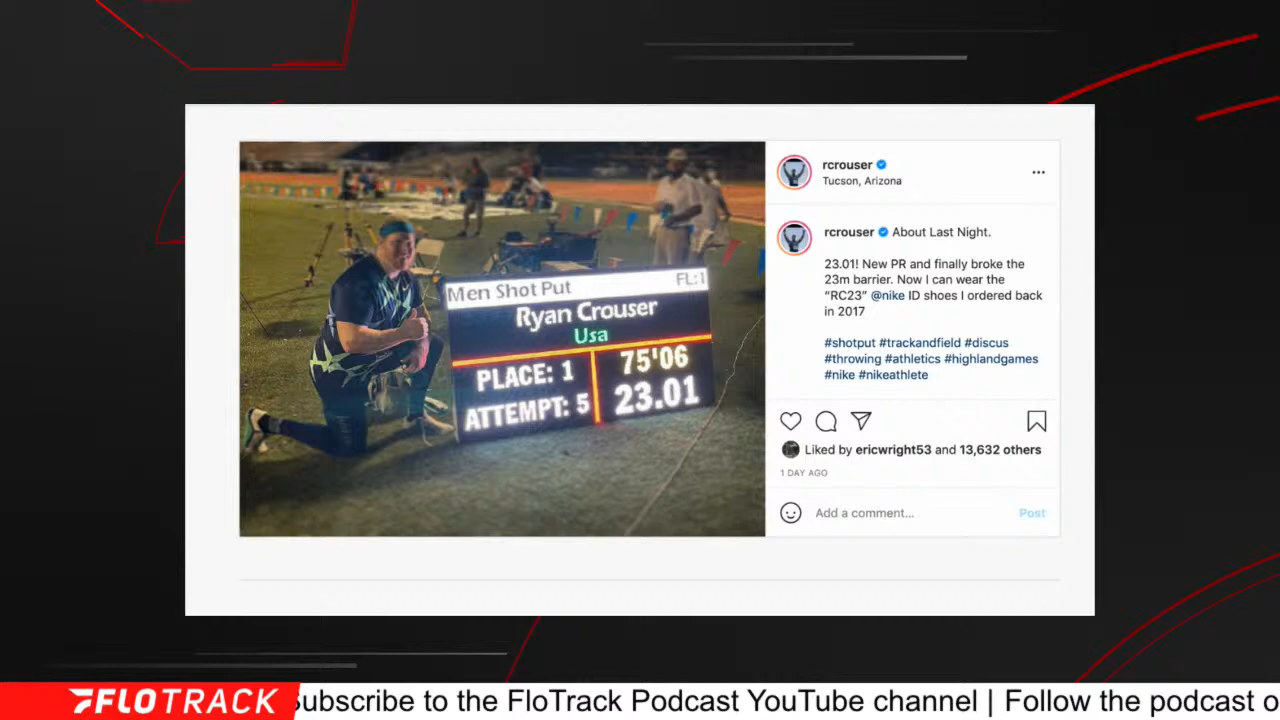 rcrouser
Tucson, Arizona
rcrouser About Last Night.
23.01! New PR and finally broke the
23m barrier. Now I can wear the
“RC23” @nike ID shoes I ordered back
in 2017
#shotput #trackandfield #discus
#throwing #athletics #highlandgames
#nike #nikeathlete
Liked by ericwright53 and 13,632 others
1 DAY AGO
Add a comment... Post
Men Shot Put FL:1
Ryan Crouser
Usa
PLACE: 1 75'06
ATTEMPT: 5 23.01
FLOTRACK ubscribe to the FloTrack Podcast YouTube channel | Follow the podcast o